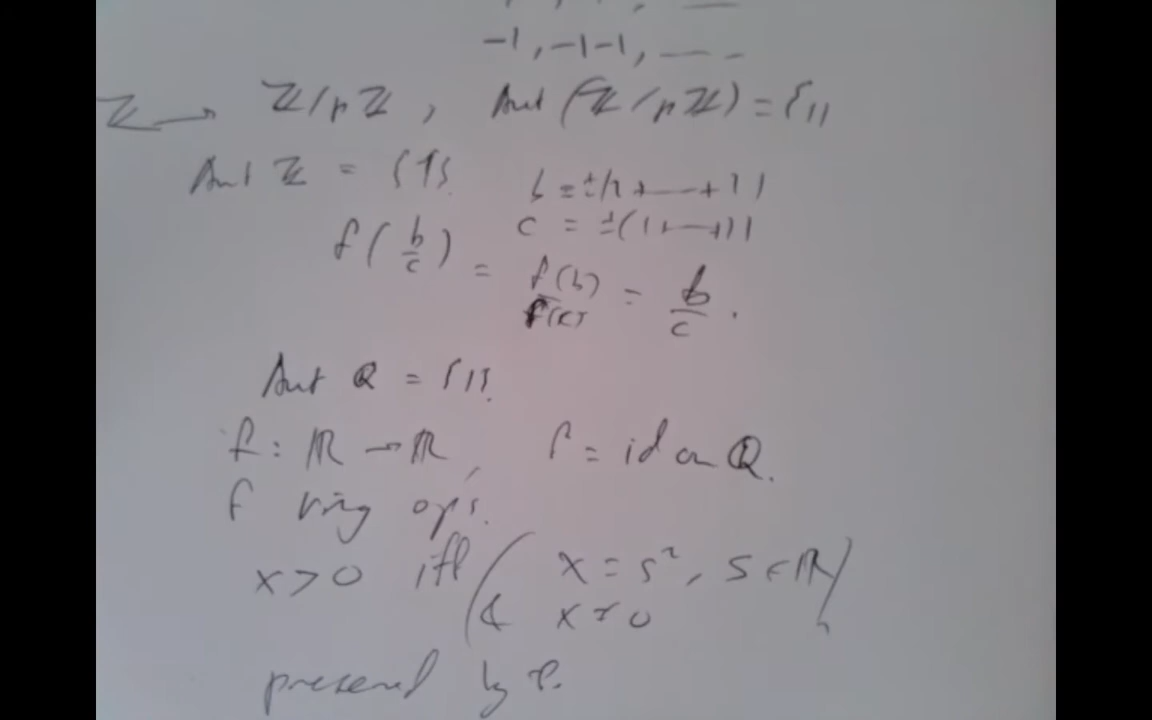 -1, -1-1, — -
ℤ → ℤ/pℤ, Aut (ℤ/pℤ) = {1}
Aut ℤ = {1}. b = ±(1+—+1)
c = ±(1+—+1)
f(b/c) = f(b)/f(c) = b/c.
Aut ℚ = {1}.
f: ℝ → ℝ, f = id on ℚ.
f ring ops.
x > 0 iff ( x = s², s ∈ ℝ )
& x ≠ 0
preserved by f.